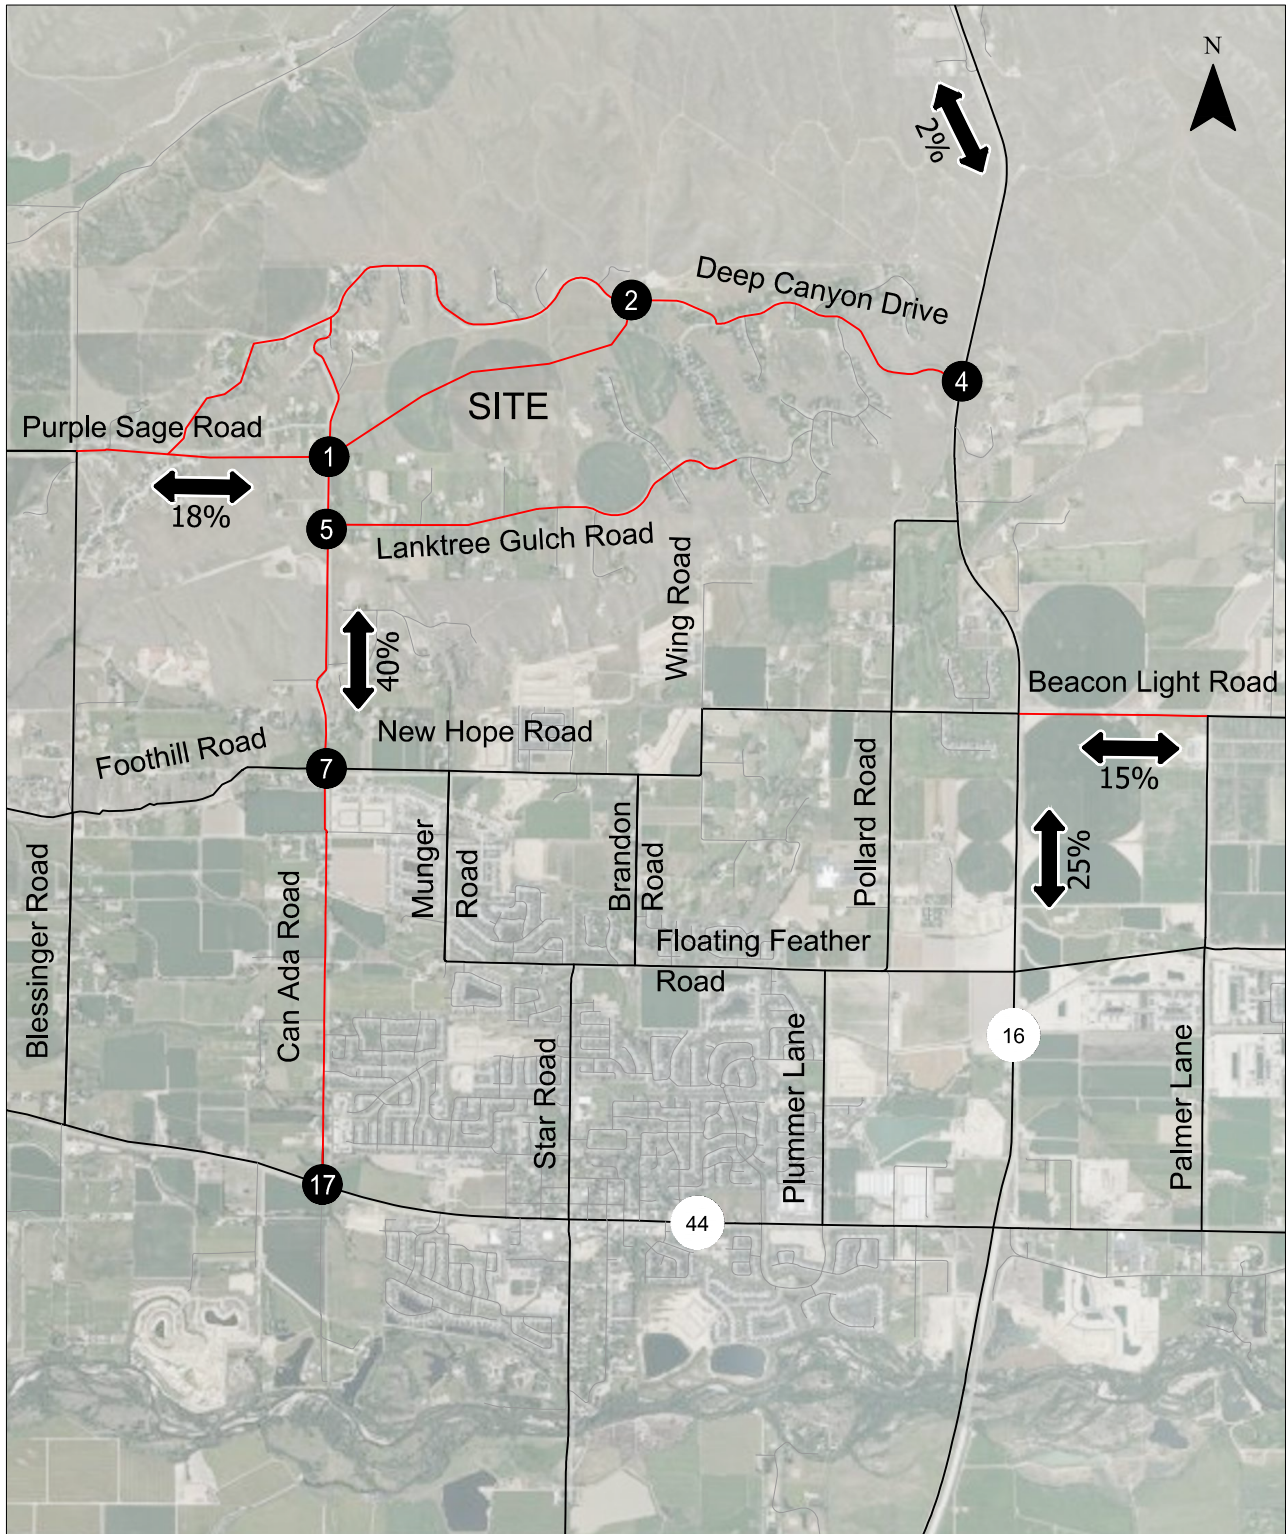 N
2%
2
Deep Canyon Drive
4
SITE
Purple Sage Road
1
18%
5
Lanktree Gulch Road
Wing Road
40%
Beacon Light Road
New Hope Road
Foothill Road
7
15%
Pollard Road
25%
Munger
Road
Brandon
Road
Blessinger Road
Can Ada Road
Floating Feather
Road
16
Star Road
Plummer Lane
Palmer Lane
17
44